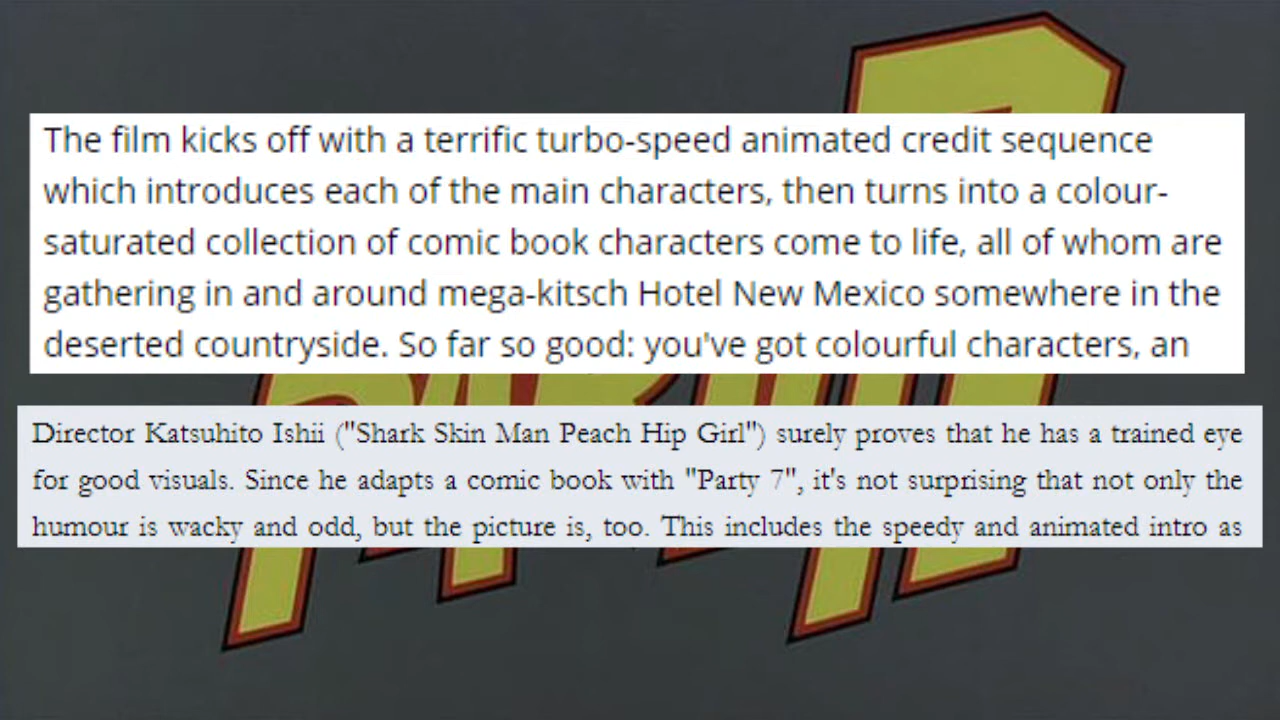 The film kicks off with a terrific turbo-speed animated credit sequence
which introduces each of the main characters, then turns into a colour-
saturated collection of comic book characters come to life, all of whom are
gathering in and around mega-kitsch Hotel New Mexico somewhere in the
deserted countryside. So far so good: you've got colourful characters, an
Director Katsuhito Ishii ("Shark Skin Man Peach Hip Girl") surely proves that he has a trained eye
for good visuals. Since he adapts a comic book with "Party 7", it's not surprising that not only the
humour is wacky and odd, but the picture is, too. This includes the speedy and animated intro as